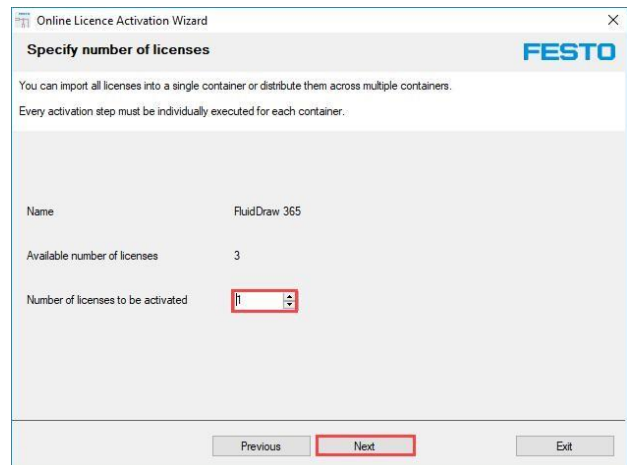 Online Licence Activation Wizard
Specify number of licenses
FESTO
You can import all licenses into a single container or distribute them across multiple containers.
Every activation step must be individually executed for each container.
Name FluidDraw 365
Available number of licenses 3
Number of licenses to be activated 1
Previous Next Exit